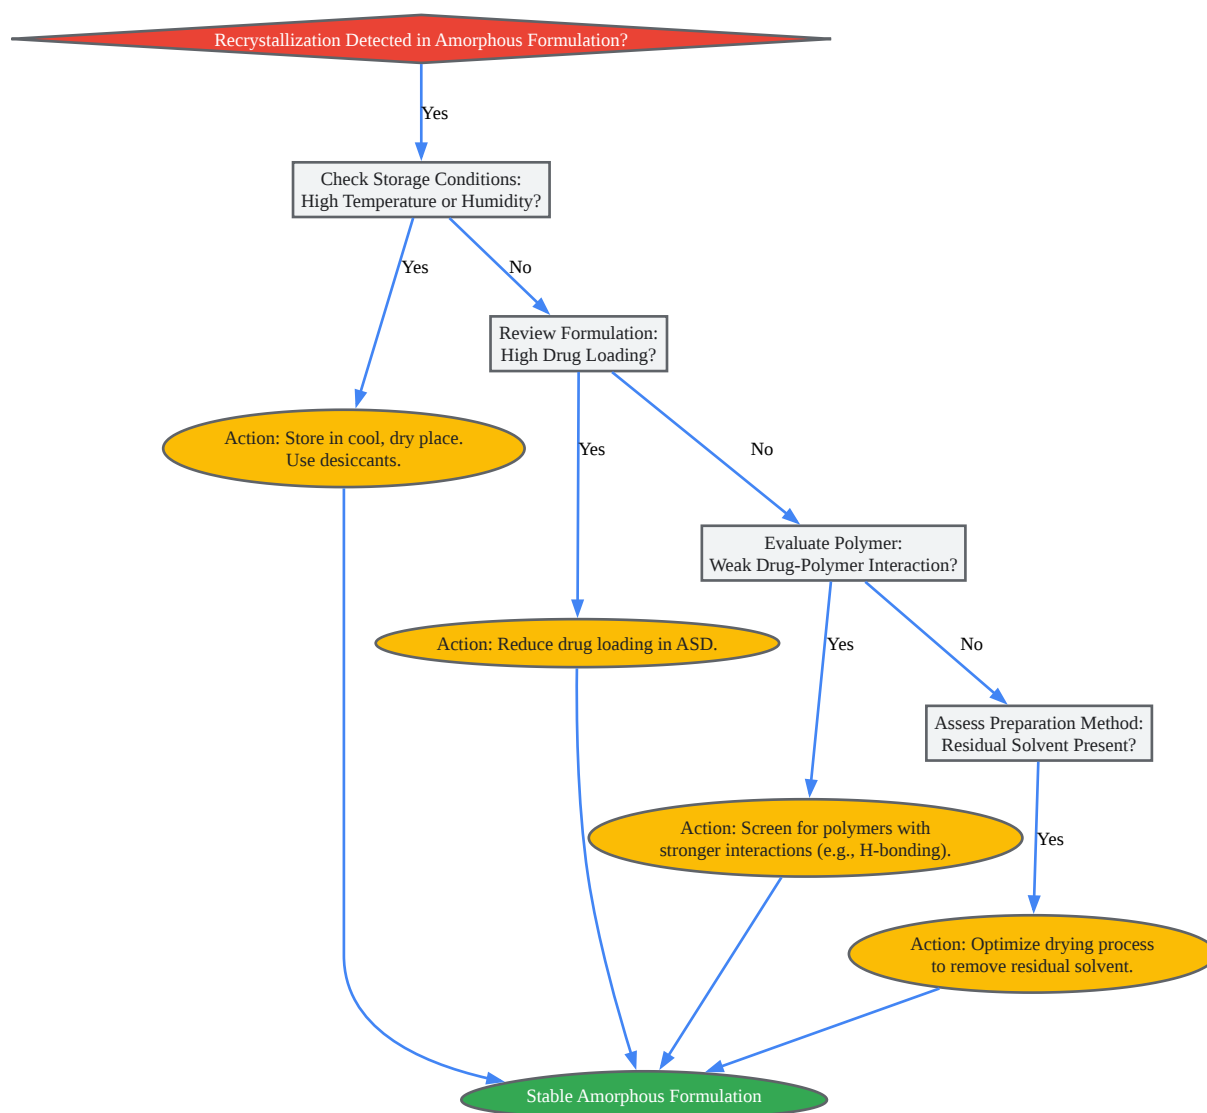 Recrystallization Detected in Amorphous Formulation?
Yes
Check Storage Conditions:
High Temperature or Humidity?
Yes
No
Review Formulation:
High Drug Loading?
Action: Store in cool, dry place.
Use desiccants.
Yes
No
Evaluate Polymer:
Weak Drug-Polymer Interaction?
Action: Reduce drug loading in ASD.
Yes
No
Assess Preparation Method:
Residual Solvent Present?
Action: Screen for polymers with
stronger interactions (e.g., H-bonding).
Yes
Action: Optimize drying process
to remove residual solvent.
Stable Amorphous Formulation